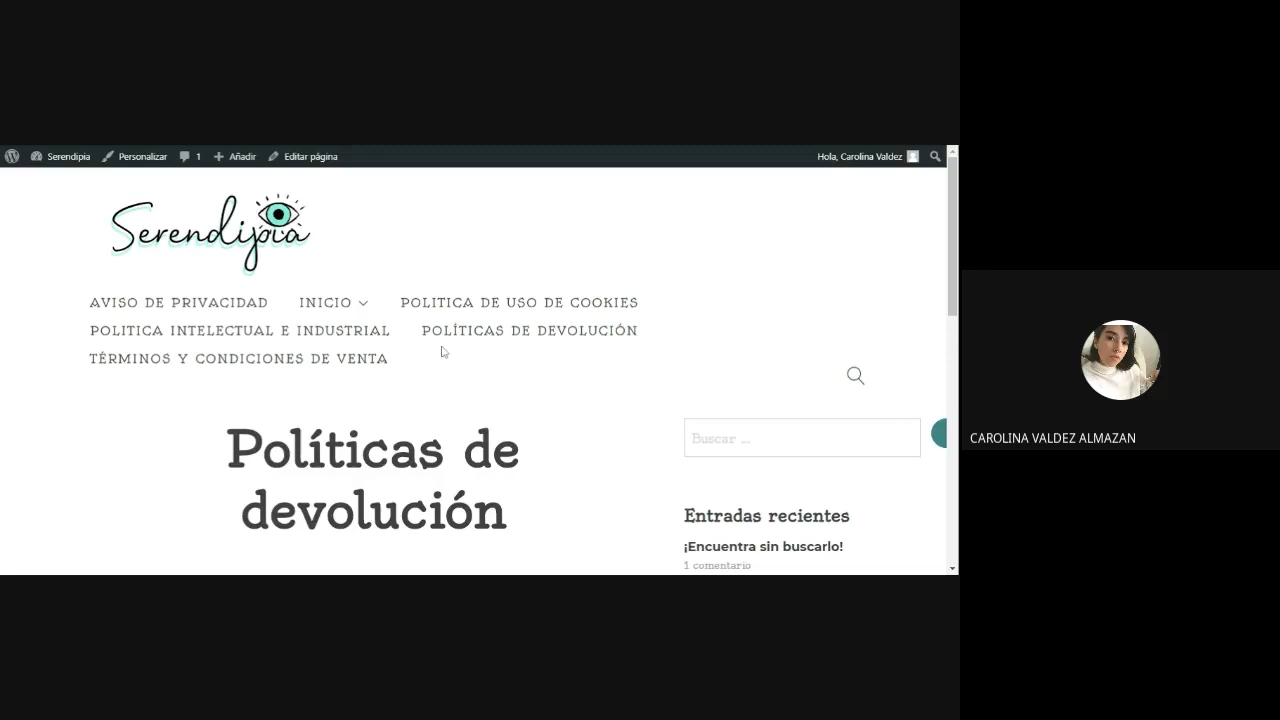 Serendipia Personalizar 1 Añadir Editar página Hola, Carolina Valdez
Serendipia
AVISO DE PRIVACIDAD INICIO POLITICA DE USO DE COOKIES
POLITICA INTELECTUAL E INDUSTRIAL POLÍTICAS DE DEVOLUCIÓN
TÉRMINOS Y CONDICIONES DE VENTA
Políticas de
devolución
Buscar ...
Entradas recientes
¡Encuentra sin buscarlo!
1 comentario
CAROLINA VALDEZ ALMAZAN